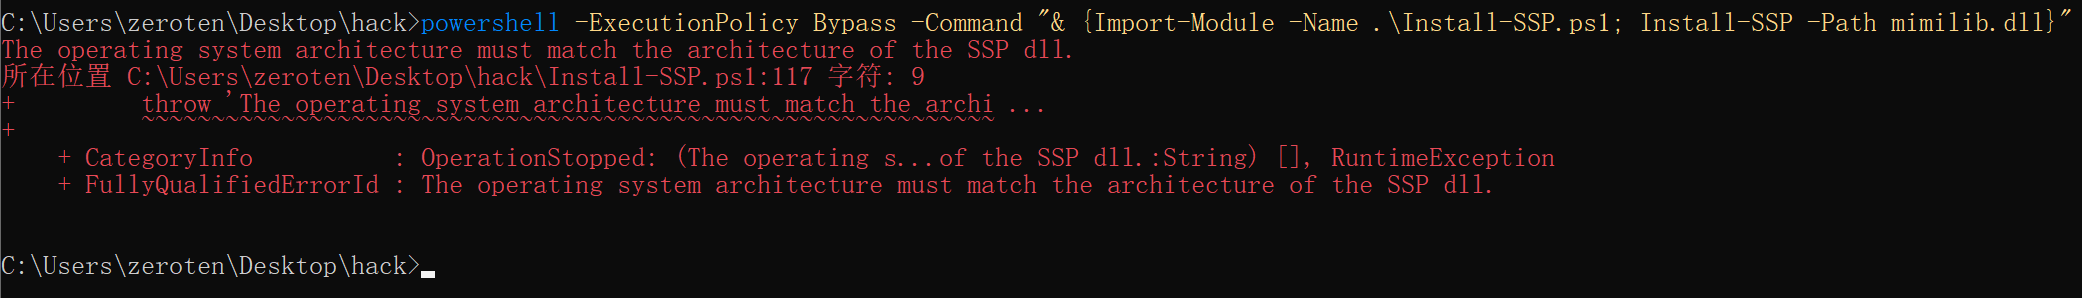 C:\Users\zeroten\Desktop\hack>powershell -ExecutionPolicy Bypass -Command "& {Import-Module -Name .\Install-SSP.ps1; Install-SSP -Path mimilib.dll}"
The operating system architecture must match the architecture of the SSP dll.
所在位置 C:\Users\zeroten\Desktop\hack\Install-SSP.ps1:117 字符: 9
+         throw 'The operating system architecture must match the archi ...
+         ~~~~~~~~~~~~~~~~~~~~~~~~~~~~~~~~~~~~~~~~~~~~~~~~~~~~~~~~~~~~~
    + CategoryInfo          : OperationStopped: (The operating s...of the SSP dll.:String) [], RuntimeException
    + FullyQualifiedErrorId : The operating system architecture must match the architecture of the SSP dll.
C:\Users\zeroten\Desktop\hack>